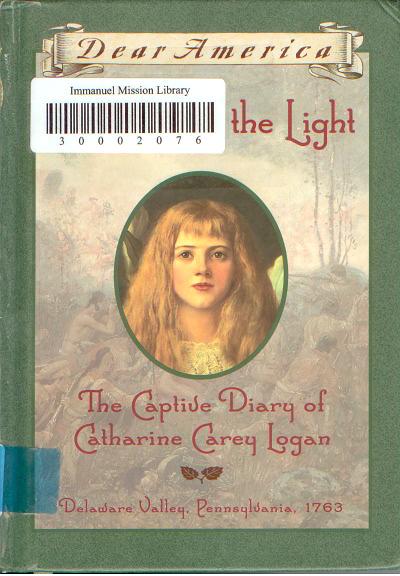 Dear America
Immanuel Mission Library
30002076
the Light
The Captive Diary of
Catharine Carey Logan
Delaware Valley, Pennsylvania, 1763